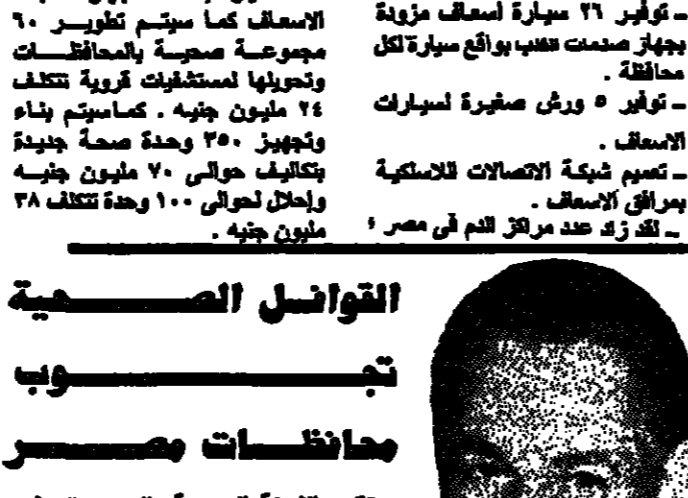 ـ توفير ٢٦ سيارة اسعاف مزودة
بجهاز صدمات القلب بواقع سيارة لكل
محافظة .
ـ توفير ٥ ورش صغيرة لسيارات
الاسعاف .
ـ تعميم شبكة الاتصالات اللاسلكية
بمرافق الاسعاف .
ـ لقد زاد عدد مراكز الدم فى مصر
الاسعاف كما سيتم تطوير ٦٠
مجموعة صحية بالمحافظات
وتحويلها لمستشفيات قروية تتكلف
٢٤ مليون جنيه . كما سيتم بناء
وتجهيز ٣٥٠ وحدة صحة جديدة
بتكاليف حوالى ٧٠ مليون جنيه
وإحلال لحوالى ١٠٠ وحدة تتكلف ٣٨
مليون جنيه .
القوافل الصحية
تجوب
محافظات مصر